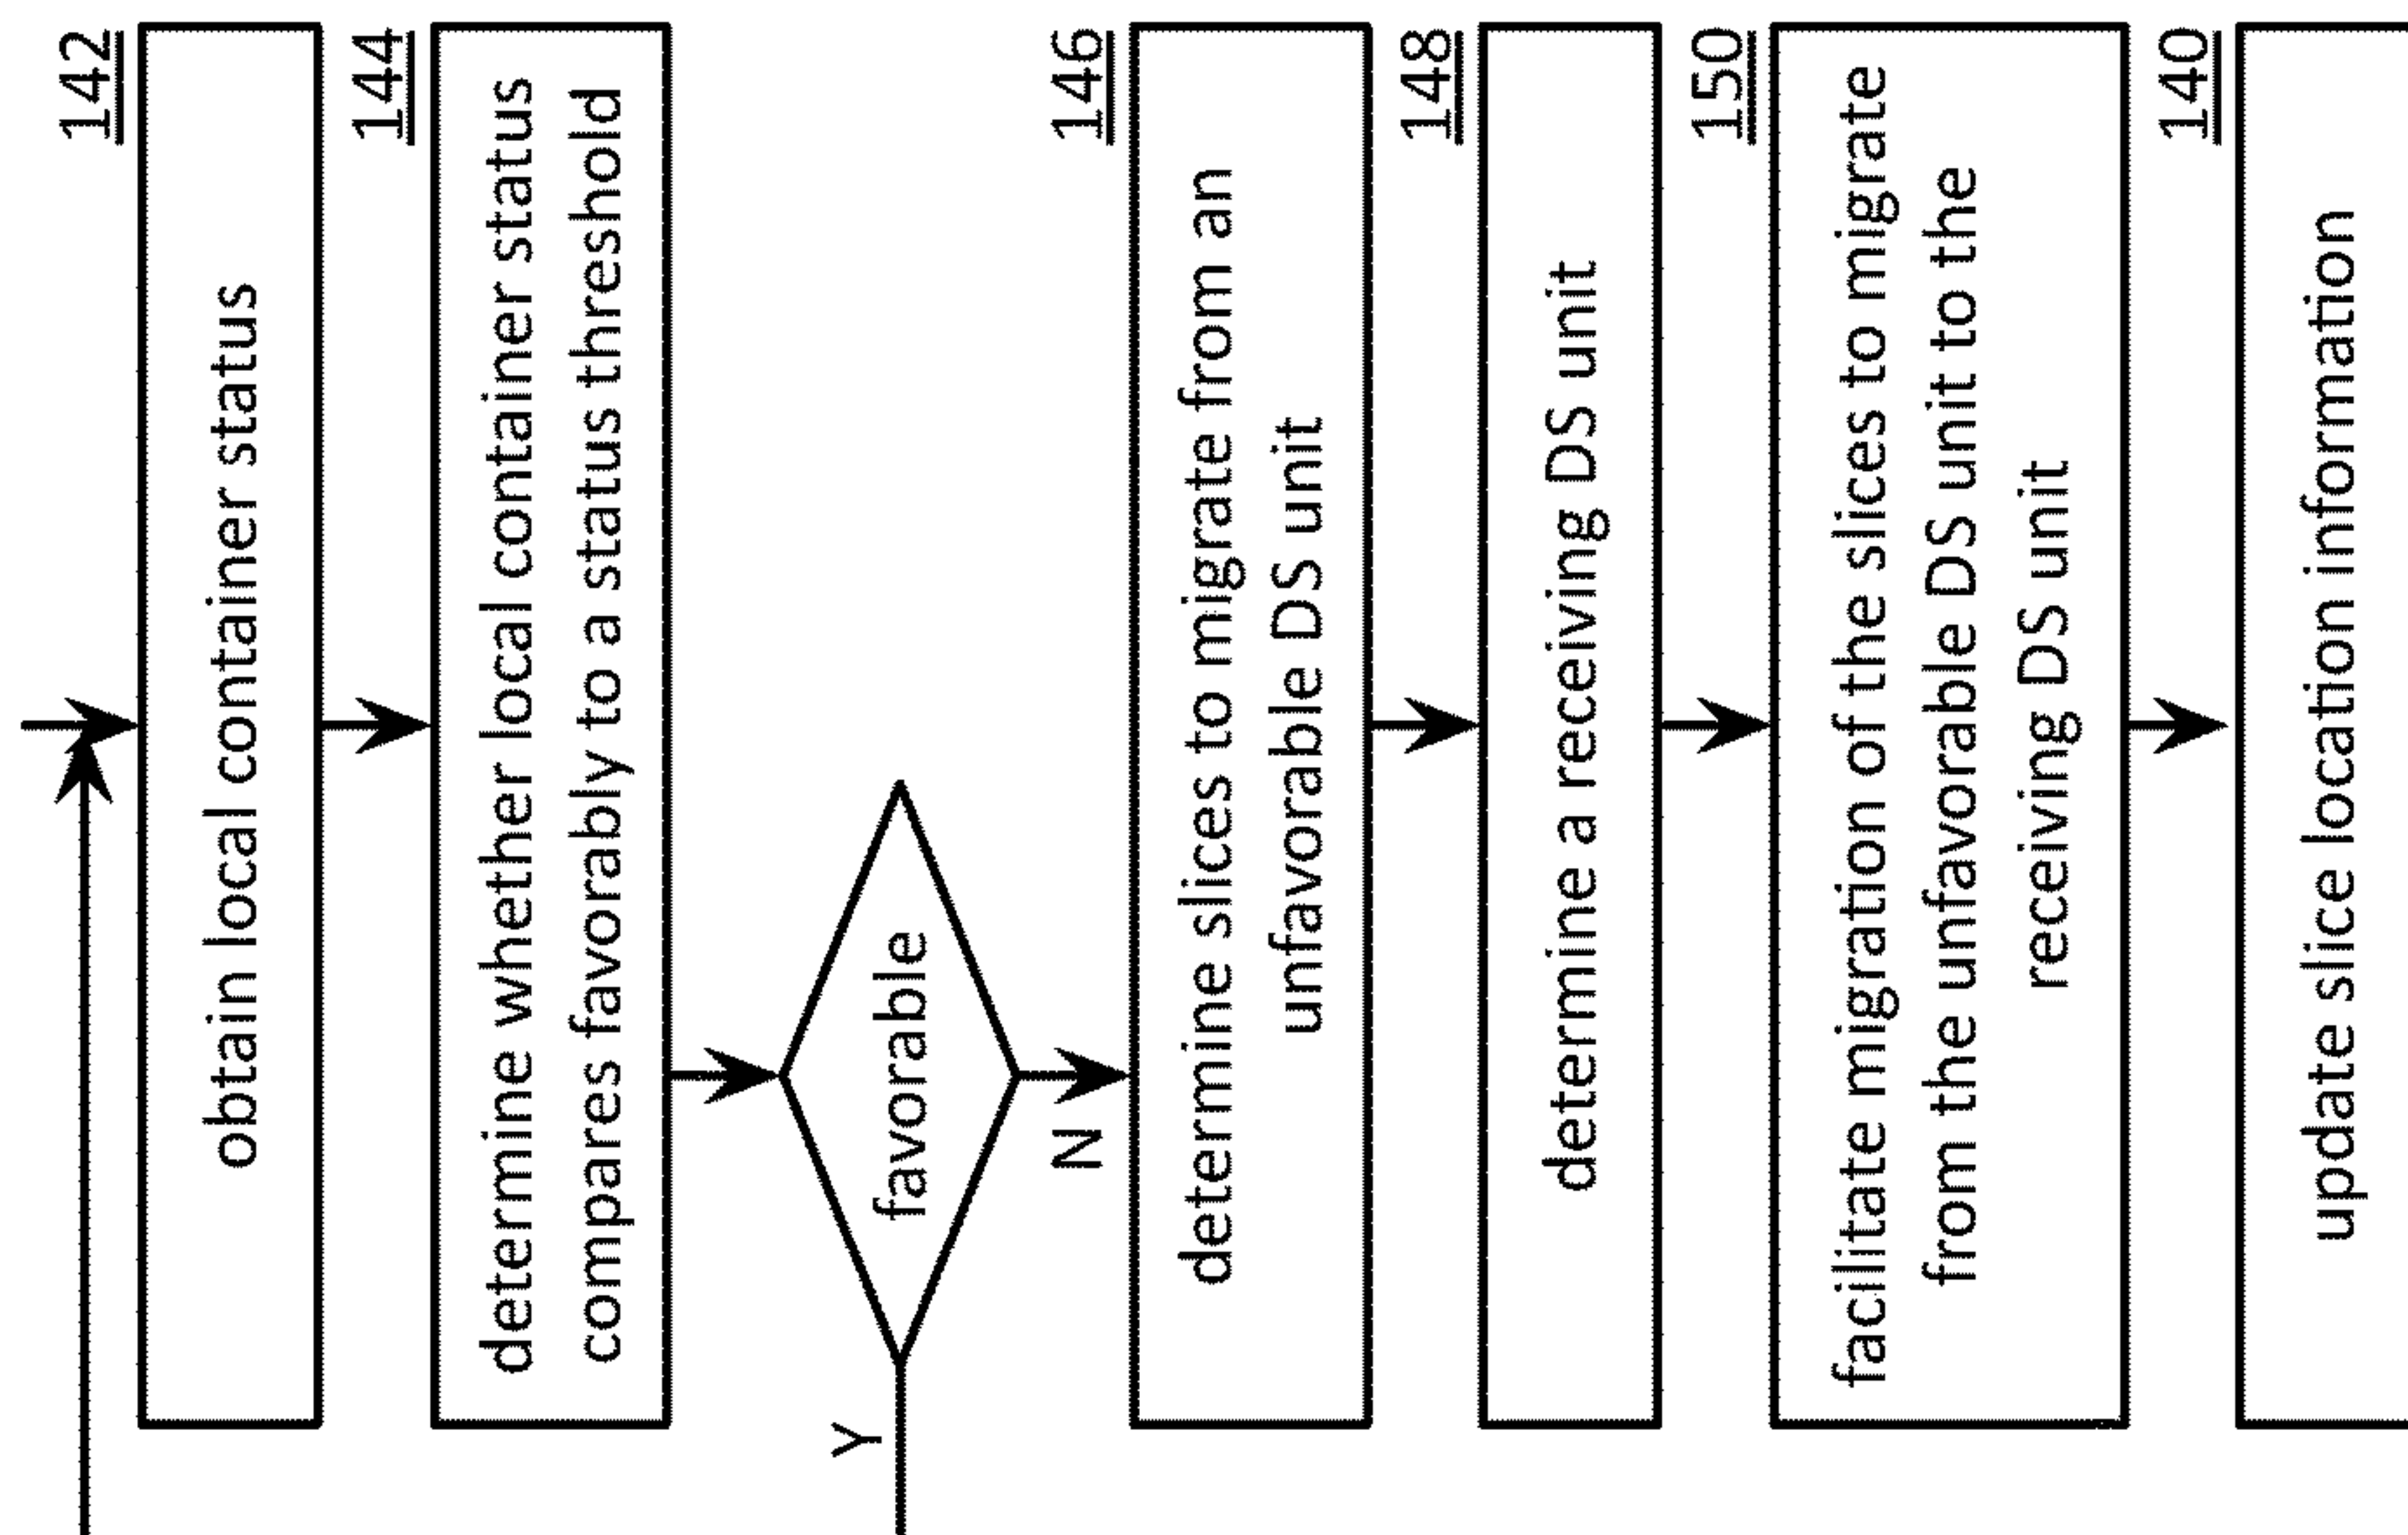 142
obtain local container status
144
determine whether local container status
compares favorably to a status threshold
favorable
Y
N
146
determine slices to migrate from an
unfavorable DS unit
148
determine a receiving DS unit
150
facilitate migration of the slices to migrate
from the unfavorable DS unit to the
receiving DS unit
140
update slice location information